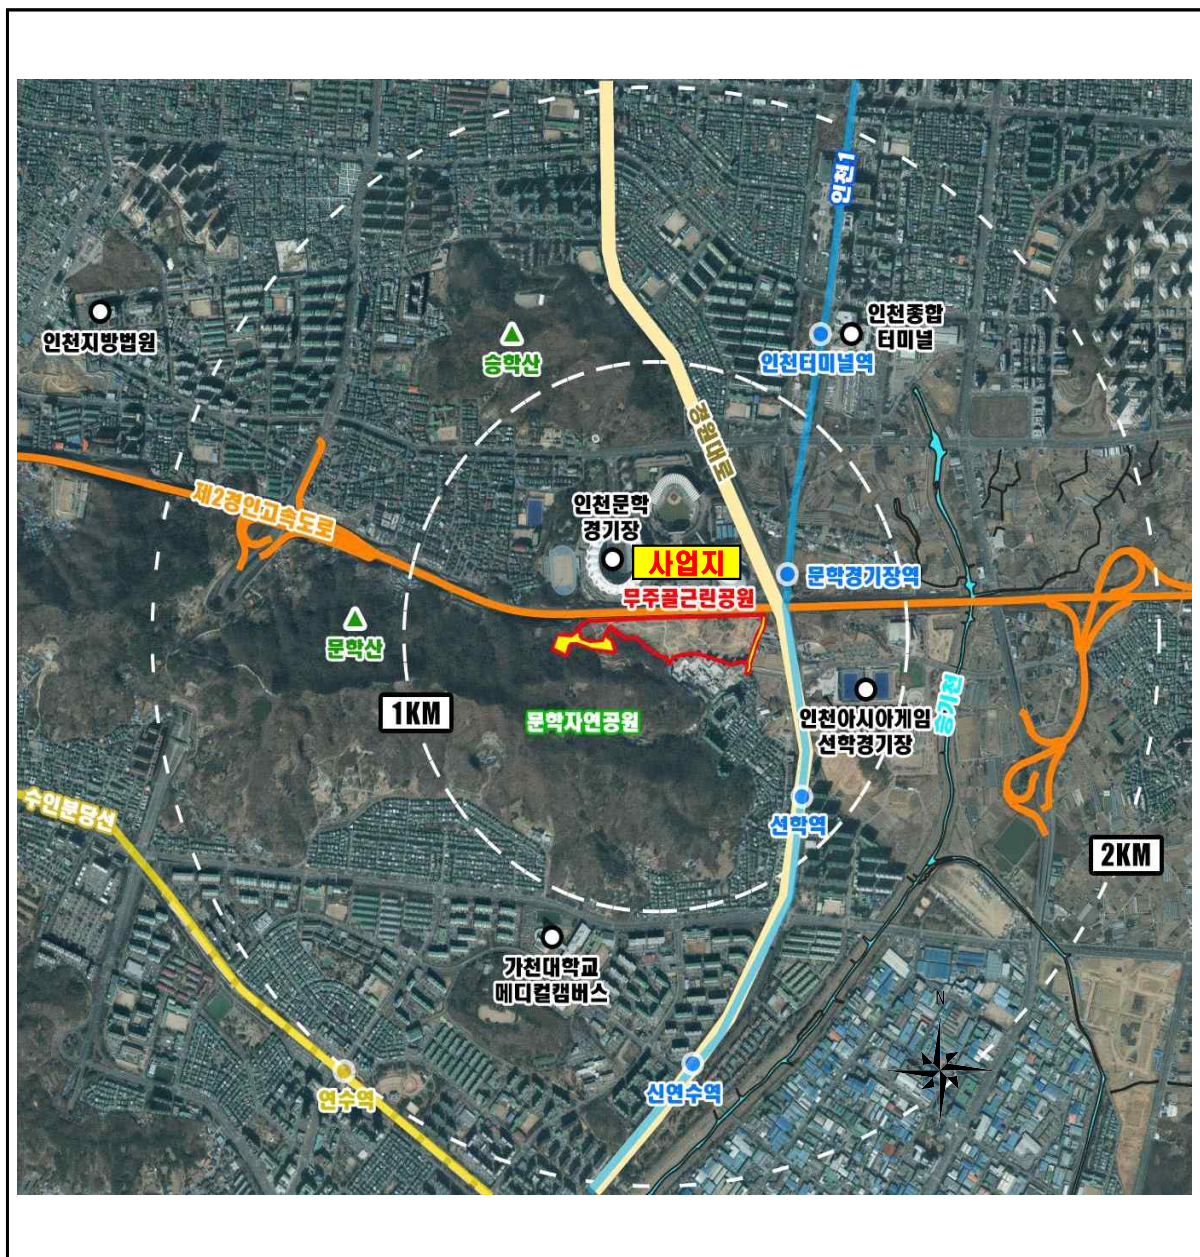 인천1
인천지방법원
승학산
인천종합
터미널
인천터미널역
경원대로
제2경인고속도로
인천문학
경기장
사업지
무주골근린공원
문학경기장역
문학산
1KM
문학자연공원
인천아시아게임
선학경기장
승기천
수인분당선
선학역
2KM
가천대학교
메디컬캠버스
N
연수역
신연수역